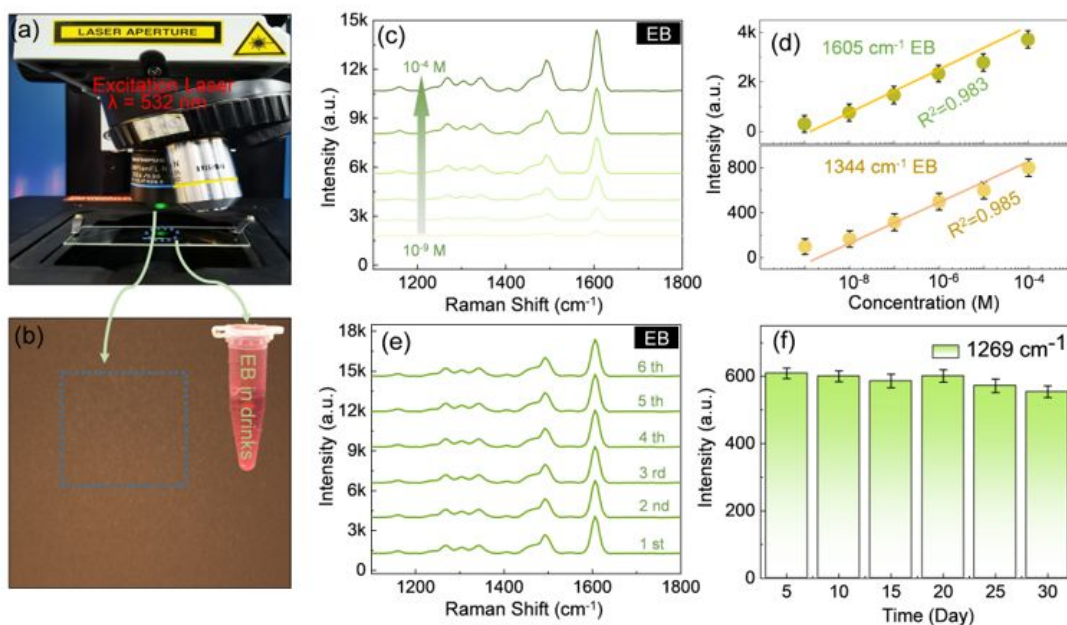 (a)
LASER APERTURE
Excitation Laser
λ = 532 nm
(b)
EB in drinks
(c)
EB
15k
12k
9k
6k
3k
0
10⁻⁴ M
10⁻⁹ M
Intensity (a.u.)
1200 1400 1600 1800
Raman Shift (cm⁻¹)
(d)
4k
2k
0
1605 cm⁻¹ EB
R²=0.983
800
400
0
1344 cm⁻¹ EB
R²=0.985
Intensity (a.u.)
10⁻⁸ 10⁻⁶ 10⁻⁴
Concentration (M)
(e)
EB
18k
15k
12k
9k
6k
3k
0
6 th
5 th
4 th
3 rd
2 nd
1 st
Intensity (a.u.)
1200 1400 1600 1800
Raman Shift (cm⁻¹)
(f)
1269 cm⁻¹
600
400
200
0
Intensity (a.u.)
5 10 15 20 25 30
Time (Day)